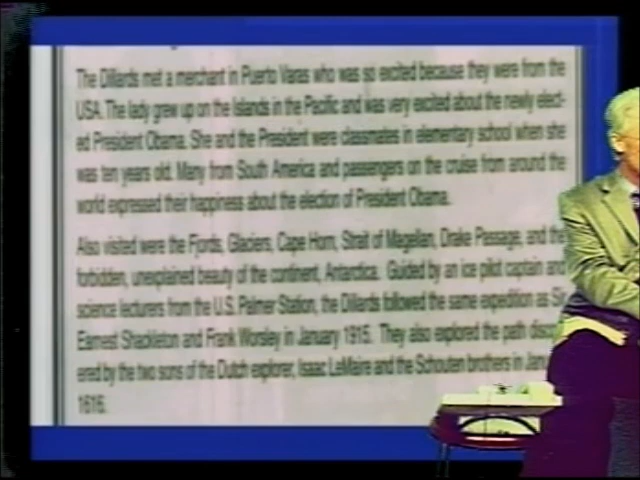 The Dillards met a merchant in Puerto Varas who was so excited because they were from the
USA. The lady grew up on the Islands in the Pacific and was very excited about the newly elect-
ed President Obama. She and the President were classmates in elementary school when she
was ten years old. Many from South America and passengers on the cruise from around the
world expressed their happiness about the election of President Obama.
Also visited were the Fjords, Glaciers, Cape Horn, Strait of Magellan, Drake Passage, and the
forbidden, unexplained beauty of the continent, Antarctica. Guided by an ice pilot captain and
science lecturers from the U.S. Palmer Station, the Dillards followed the same expedition as Sir
Earnest Shackleton and Frank Worsley in January 1915. They also explored the path discov
ered by the two sons of the Dutch explorer, Isaac LeMaire and the Schouten brothers in Janu
1616.